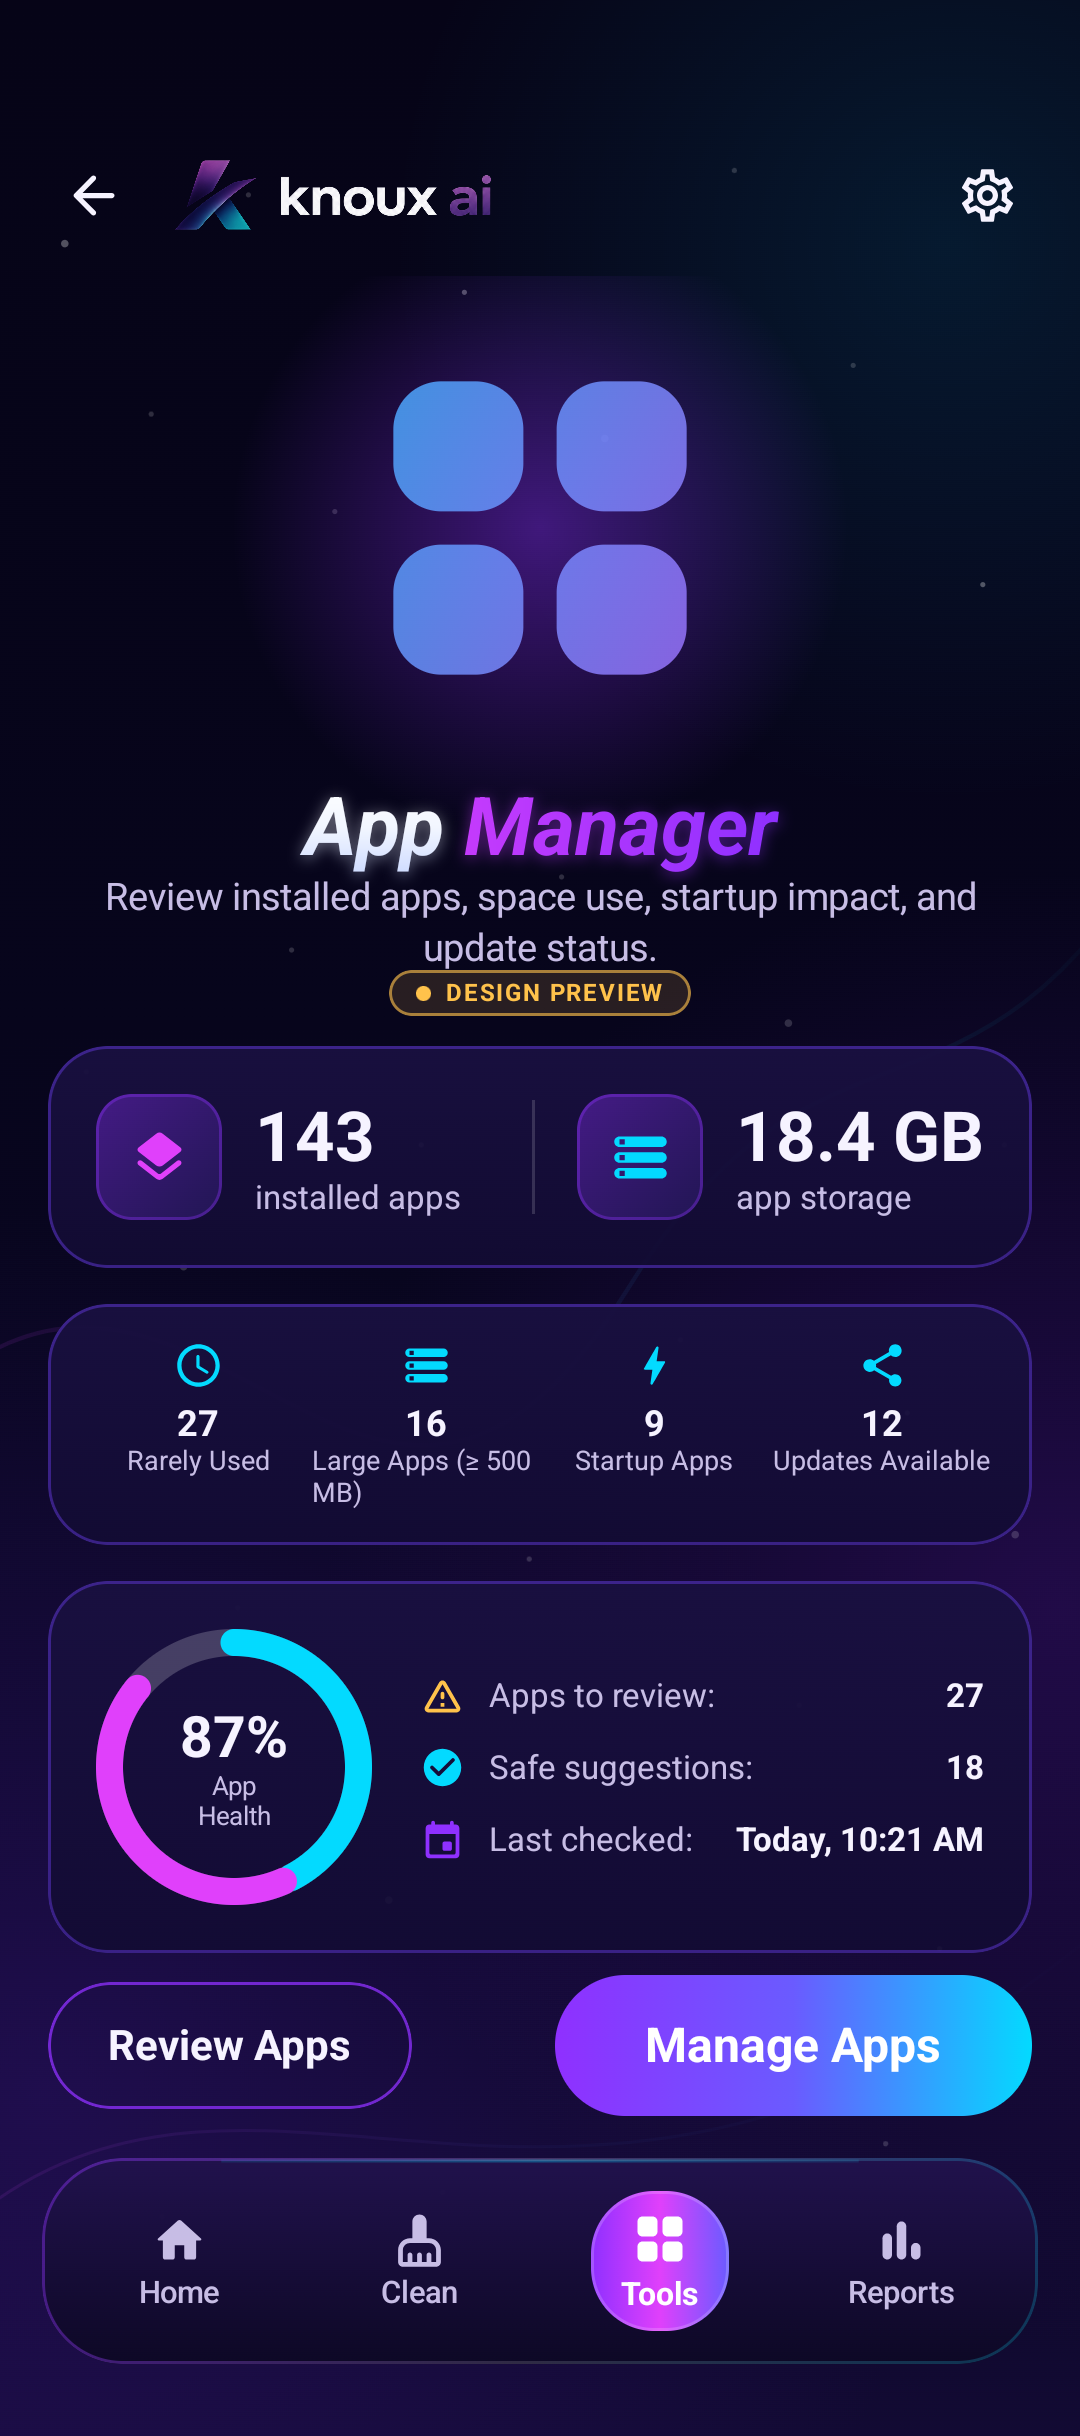 knoux ai
App Manager
Review installed apps, space use, startup impact, and
update status.
DESIGN PREVIEW
143
installed apps
18.4 GB
app storage
27
Rarely Used
16
Large Apps (≥ 500
MB)
9
Startup Apps
12
Updates Available
87%
App
Health
Apps to review: 27
Safe suggestions: 18
Last checked: Today, 10:21 AM
Review Apps
Manage Apps
Home
Clean
Tools
Reports